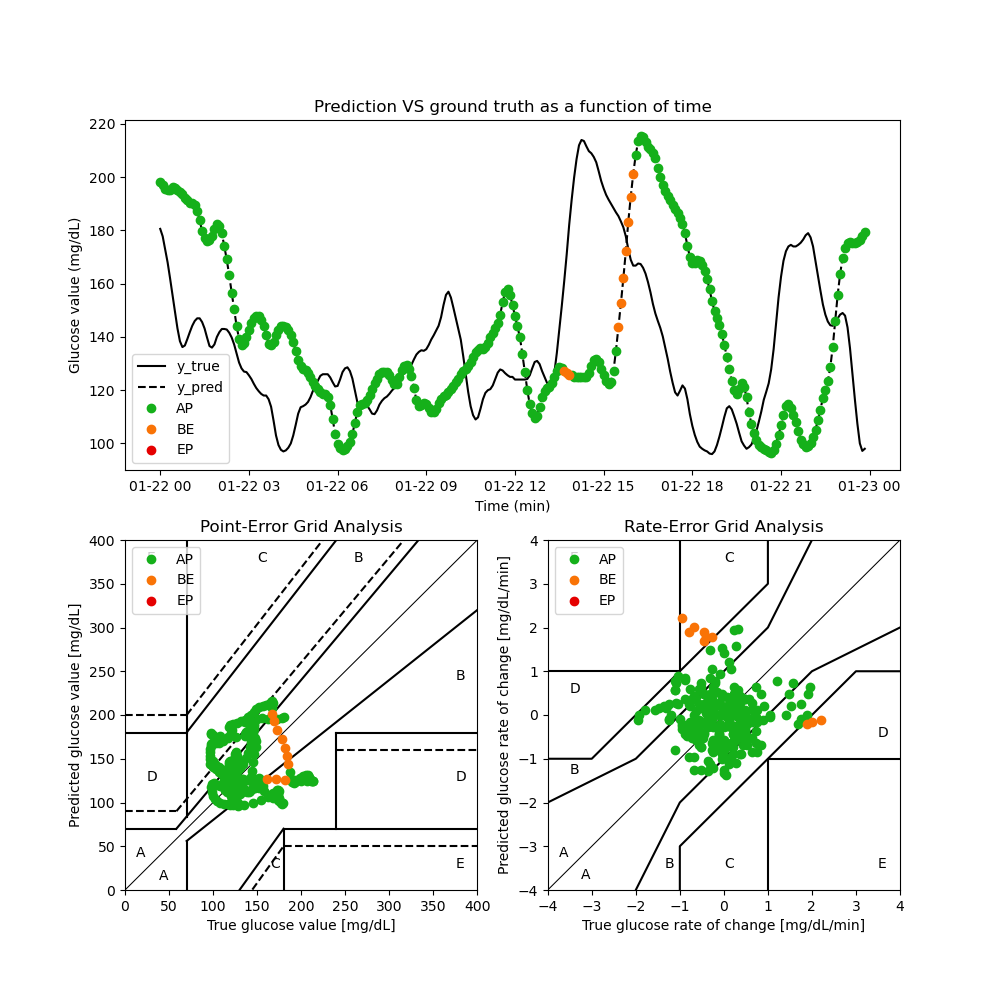 Prediction VS ground truth as a function of time
Glucose value (mg/dL)
220
200
180
160
140
120
100
y_true
y_pred
AP
BE
EP
01-22 00 01-22 03 01-22 06 01-22 09 01-22 12 01-22 15 01-22 18 01-22 21 01-23 00
Time (min)
Point-Error Grid Analysis
Predicted glucose value [mg/dL]
400
350
300
250
200
150
100
50
0
AP
BE
EP
C
B
B
D
D
A
A
C
E
0 50 100 150 200 250 300 350 400
True glucose value [mg/dL]
Rate-Error Grid Analysis
Predicted glucose rate of change [mg/dL/min]
4
3
2
1
0
−1
−2
−3
−4
AP
BE
EP
C
D
D
B
A
A
B
C
E
−4 −3 −2 −1 0 1 2 3 4
True glucose rate of change [mg/dL/min]